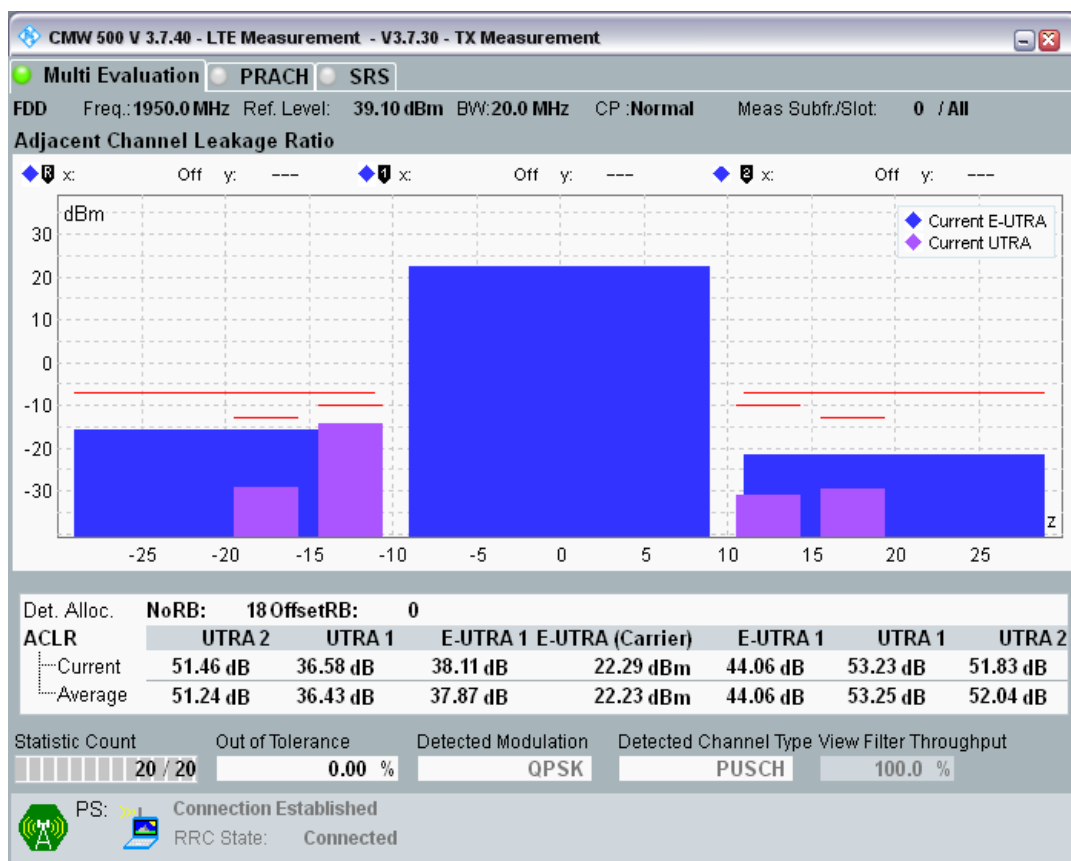 CMW 500 V 3.7.40 - LTE Measurement - V3.7.30 - TX Measurement
Multi Evaluation PRACH SRS
FDD Freq.: 1950.0 MHz Ref. Level: 39.10 dBm BW: 20.0 MHz CP : Normal Meas Subfr./Slot: 0 / All
Adjacent Channel Leakage Ratio
R x: Off y: --- 1 x: Off y: --- 2 x: Off y: ---
dBm
Current E-UTRA
Current UTRA
30
20
10
0
-10
-20
-30
z
-25 -20 -15 -10 -5 0 5 10 15 20 25
Det. Alloc. NoRB: 18 OffsetRB: 0
ACLR UTRA 2 UTRA 1 E-UTRA 1 E-UTRA (Carrier) E-UTRA 1 UTRA 1 UTRA 2
Current 51.46 dB 36.58 dB 38.11 dB 22.29 dBm 44.06 dB 53.23 dB 51.83 dB
Average 51.24 dB 36.43 dB 37.87 dB 22.23 dBm 44.06 dB 53.25 dB 52.04 dB
Statistic Count Out of Tolerance Detected Modulation Detected Channel Type View Filter Throughput
20 / 20 0.00 % QPSK PUSCH 100.0 %
PS: Connection Established
RRC State: Connected